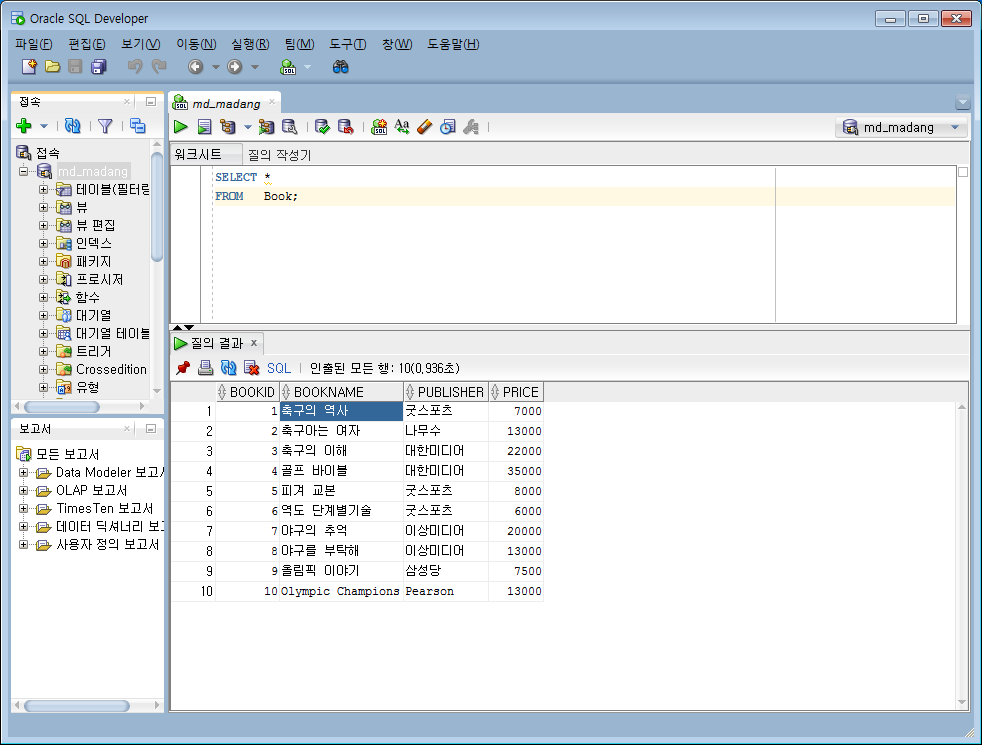 Oracle SQL Developer
파일(F) 편집(E) 보기(V) 이동(N) 실행(R) 팀(M) 도구(T) 창(W) 도움말(H)
접속
md_madang
md_madang
워크시트 질의 작성기
SELECT *
FROM Book;
접속
md_madang
테이블(필터링
뷰
뷰 편집
인덱스
패키지
프로시저
함수
대기열
대기열 테이블
트리거
Crossedition
유형
질의 결과
SQL 인출된 모든 행: 10(0,936초)
BOOKID BOOKNAME PUBLISHER PRICE
1 1 축구의 역사 굿스포츠 7000
2 2 축구아는 여자 나무수 13000
3 3 축구의 이해 대한미디어 22000
4 4 골프 바이블 대한미디어 35000
5 5 피겨 교본 굿스포츠 8000
6 6 역도 단계별기술 굿스포츠 6000
7 7 야구의 추억 이상미디어 20000
8 8 야구를 부탁해 이상미디어 13000
9 9 올림픽 이야기 삼성당 7500
10 10 Olympic Champions Pearson 13000
보고서
모든 보고서
Data Modeler 보고서
OLAP 보고서
TimesTen 보고서
데이터 딕셔너리 보고
사용자 정의 보고서